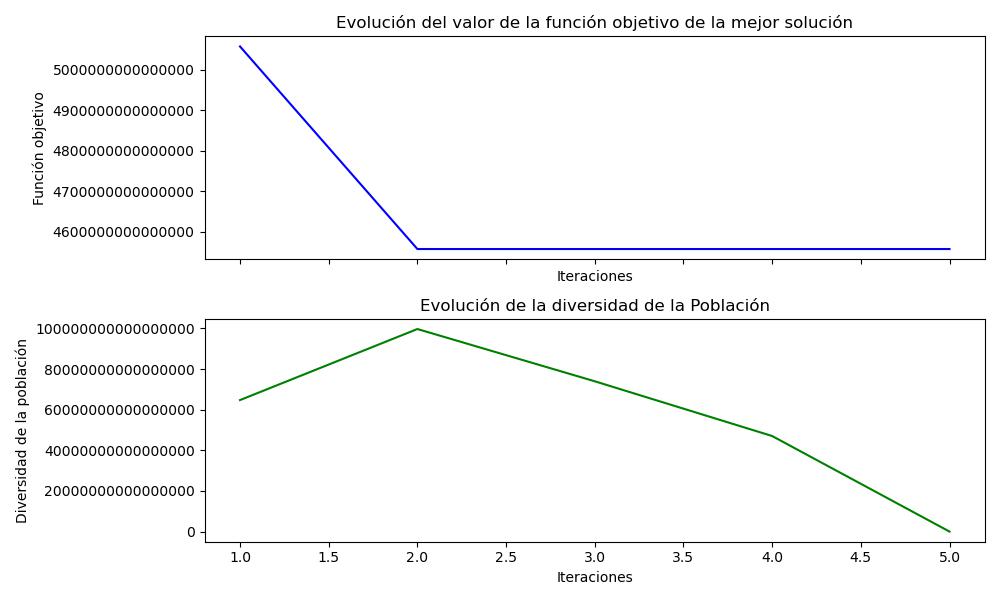 Evolución del valor de la función objetivo de la mejor solución
5000000000000000
4900000000000000
4800000000000000
4700000000000000
4600000000000000
Función objetivo
Iteraciones
Evolución de la diversidad de la Población
100000000000000000
80000000000000000
60000000000000000
40000000000000000
20000000000000000
0
Diversidad de la población
1.0 1.5 2.0 2.5 3.0 3.5 4.0 4.5 5.0
Iteraciones